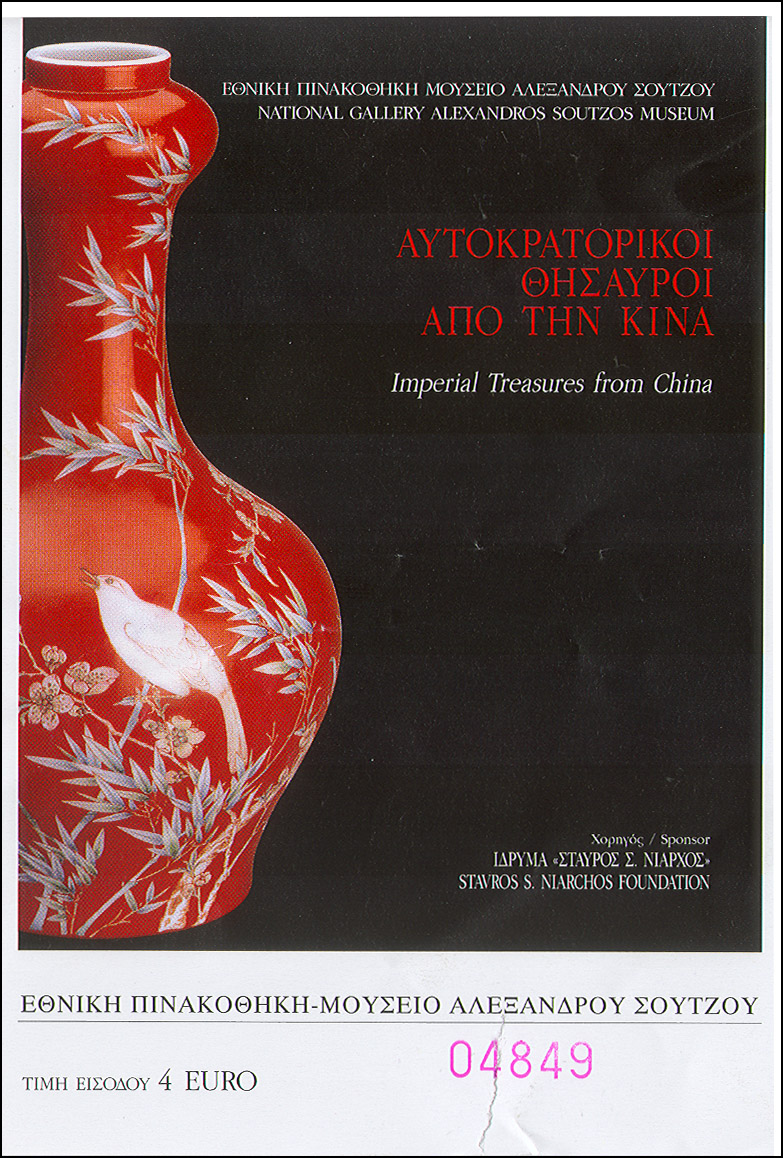 ΕΘΝΙΚΗ ΠΙΝΑΚΟΘΗΚΗ ΜΟΥΣΕΙΟ ΑΛΕΞΑΝΔΡΟΥ ΣΟΥΤΖΟΥ
NATIONAL GALLERY ALEXANDROS SOUTZOS MUSEUM
ΑΥΤΟΚΡΑΤΟΡΙΚΟΙ
ΘΗΣΑΥΡΟΙ
ΑΠΟ ΤΗΝ ΚΙΝΑ
Imperial Treasures from China
Χορηγός / Sponsor
ΙΔΡΥΜΑ «ΣΤΑΥΡΟΣ Σ. ΝΙΑΡΧΟΣ»
STAVROS S. NIARCHOS FOUNDATION
ΕΘΝΙΚΗ ΠΙΝΑΚΟΘΗΚΗ-ΜΟΥΣΕΙΟ ΑΛΕΞΑΝΔΡΟΥ ΣΟΥΤΖΟΥ
04849
ΤΙΜΗ ΕΙΣΟΔΟΥ 4 EURO